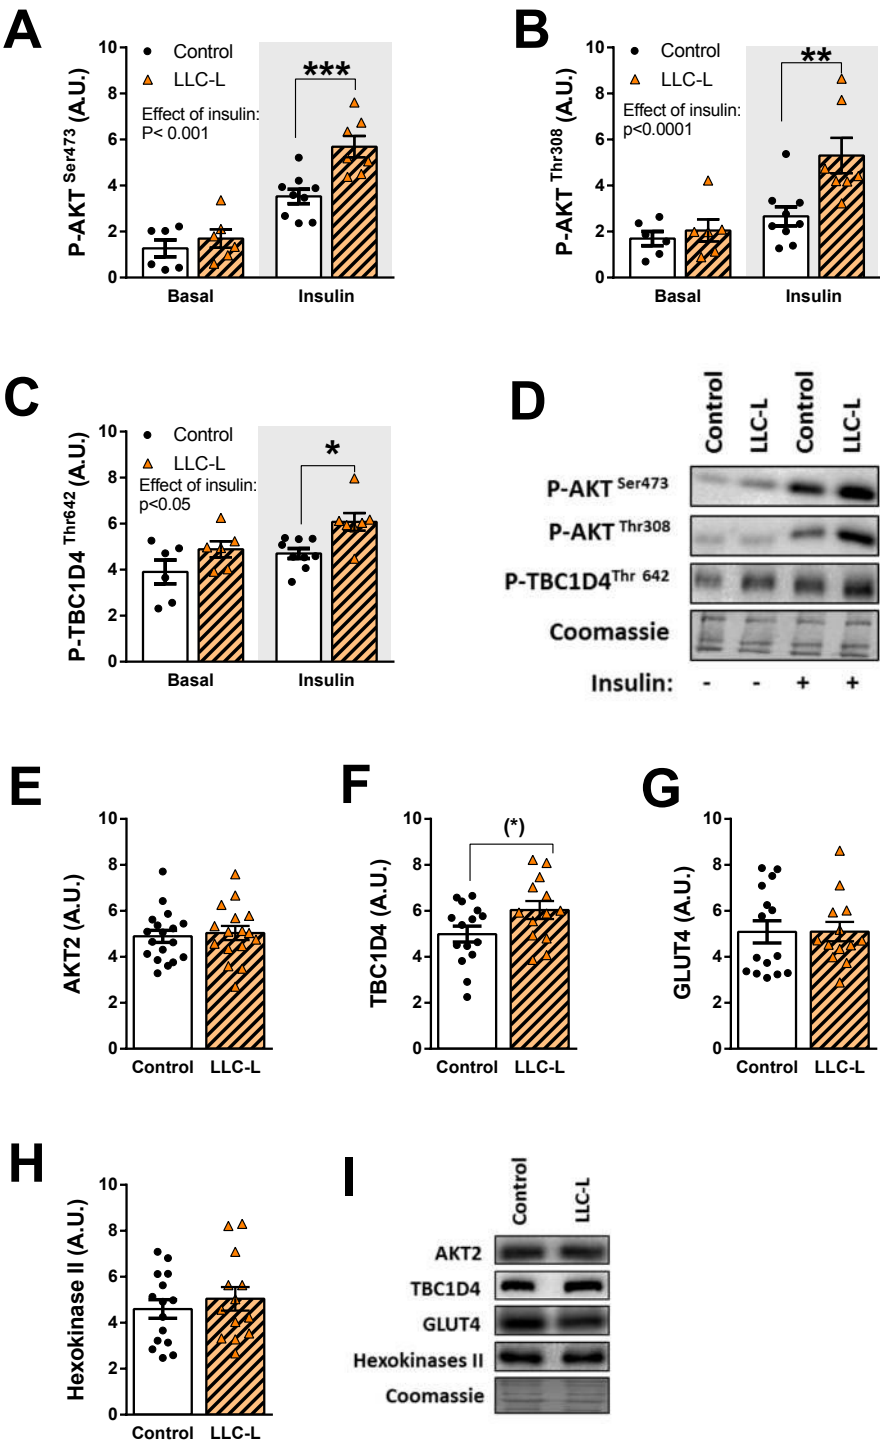 A
P-AKT Ser473 (A.U.)
10
8
6
4
2
0
Control
LLC-L
Effect of insulin:
P< 0.001
***
Basal
Insulin
B
P-AKT Thr308 (A.U.)
10
8
6
4
2
0
Control
LLC-L
Effect of insulin:
p<0.0001
**
Basal
Insulin
C
P-TBC1D4 Thr642 (A.U.)
10
8
6
4
2
0
Control
LLC-L
Effect of insulin:
p<0.05
*
Basal
Insulin
D
Control
LLC-L
Control
LLC-L
P-AKT Ser473
P-AKT Thr308
P-TBC1D4 Thr 642
Coomassie
Insulin: - - + +
E
AKT2 (A.U.)
10
8
6
4
2
0
Control LLC-L
F
TBC1D4 (A.U.)
10
8
6
4
2
0
(*)
Control LLC-L
G
GLUT4 (A.U.)
10
8
6
4
2
0
Control LLC-L
H
Hexokinase II (A.U.)
10
8
6
4
2
0
Control LLC-L
I
Control
LLC-L
AKT2
TBC1D4
GLUT4
Hexokinases II
Coomassie